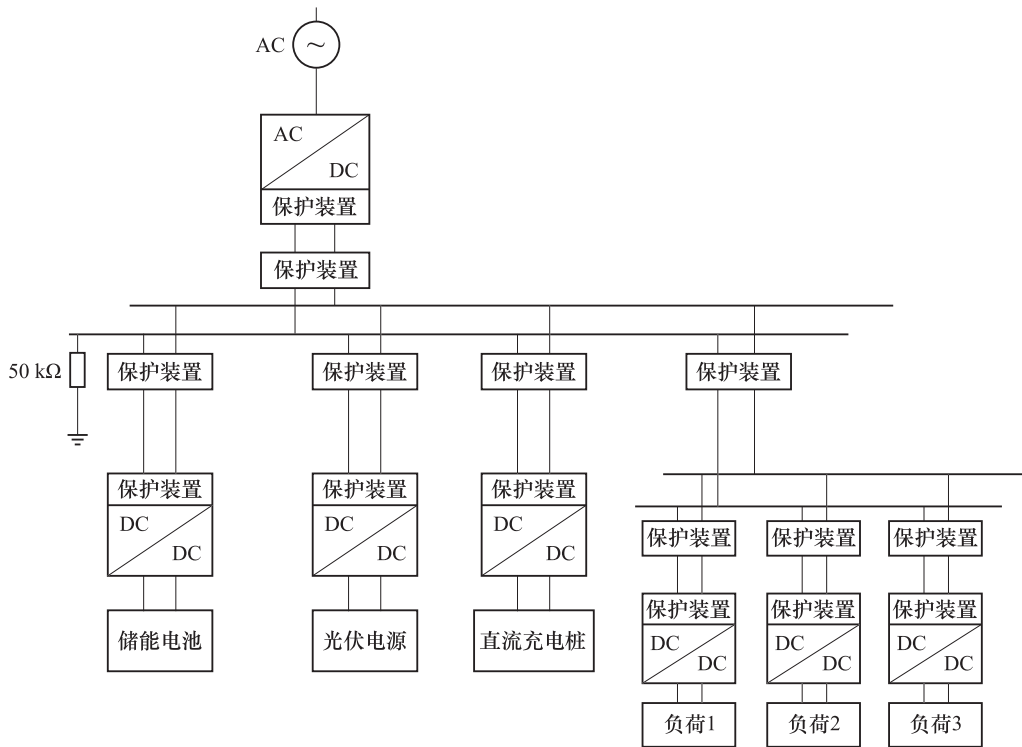 AC
~
AC
DC
保护装置
保护装置
50 kΩ
保护装置
保护装置
保护装置
保护装置
保护装置
保护装置
保护装置
DC
DC
DC
DC
DC
DC
保护装置
保护装置
保护装置
保护装置
保护装置
保护装置
储能电池
光伏电源
直流充电桩
DC
DC
DC
DC
DC
DC
负荷1
负荷2
负荷3